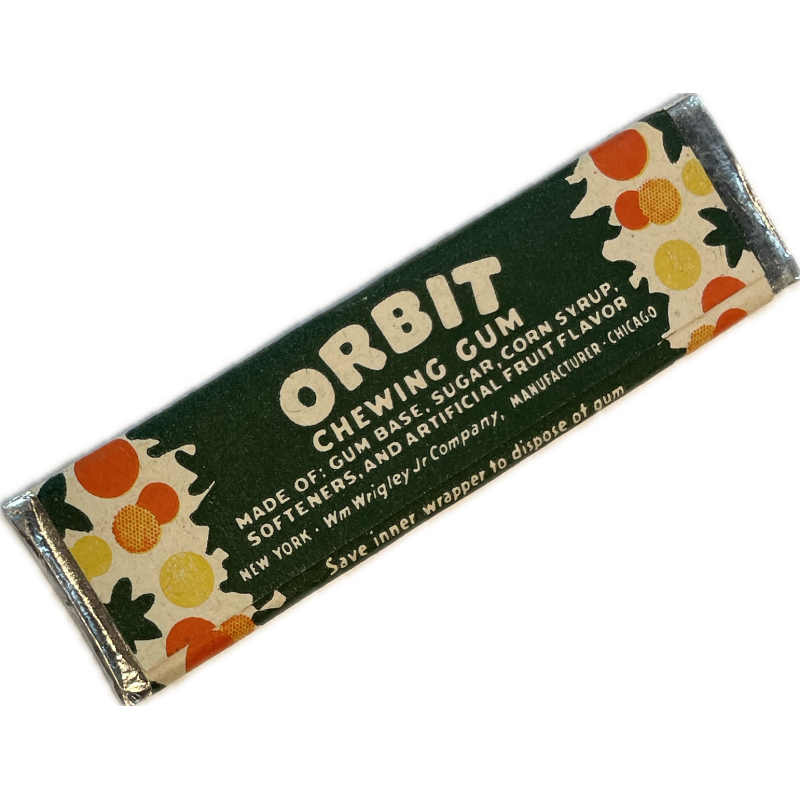 ORBIT
CHEWING GUM
MADE OF: GUM BASE, SUGAR, CORN SYRUP,
SOFTENERS, AND ARTIFICIAL FRUIT FLAVOR
NEW YORK · Wm Wrigley Jr Company, MANUFACTURER · CHICAGO
Save inner wrapper to dispose of gum